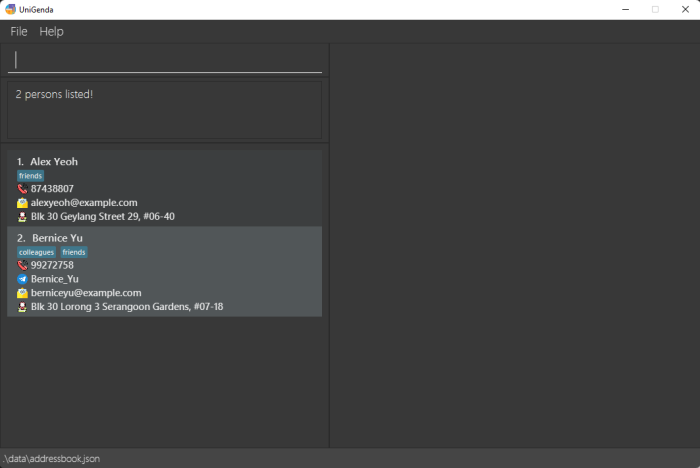 UniGenda
File Help
2 persons listed!
1. Alex Yeoh
friends
87438807
alexyeoh@example.com
Blk 30 Geylang Street 29, #06-40
2. Bernice Yu
colleagues friends
99272758
Bernice_Yu
berniceyu@example.com
Blk 30 Lorong 3 Serangoon Gardens, #07-18
.\data\addressbook.json